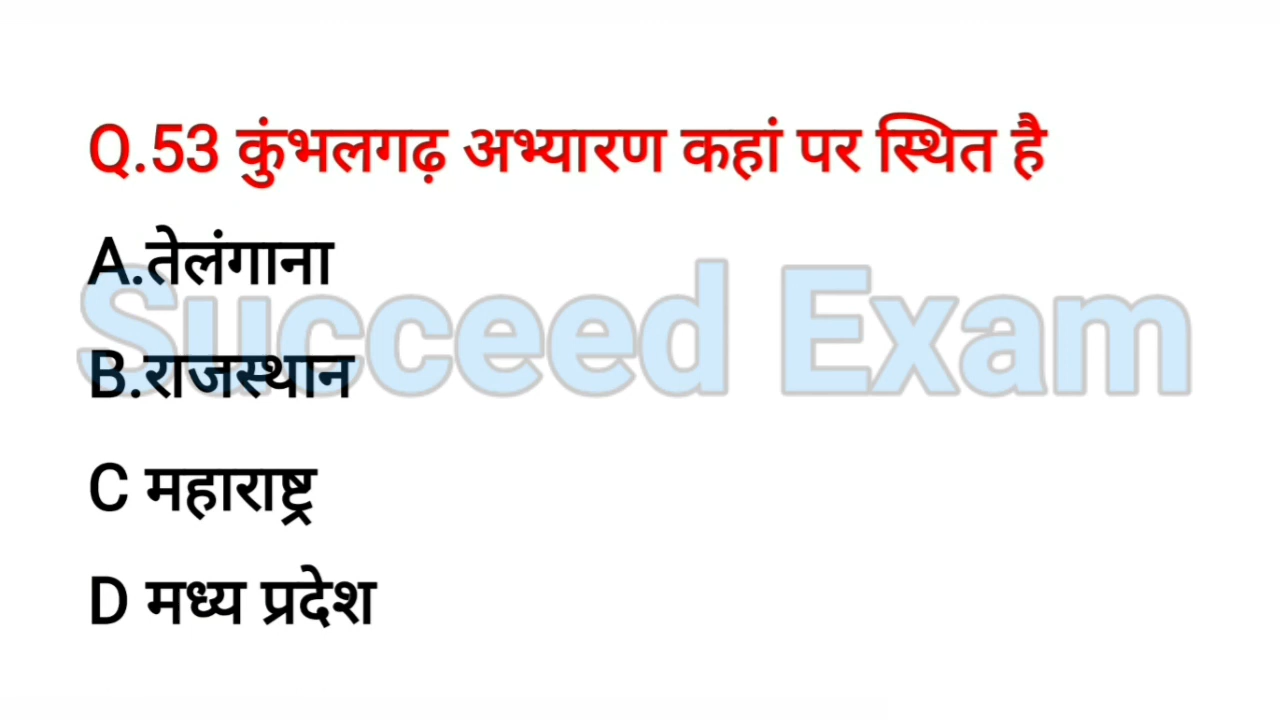 Q.53 कुंभलगढ़ अभ्यारण कहां पर स्थित है
A.तेलंगाना
Succeed Exam
B.राजस्थान
C महाराष्ट्र
D मध्य प्रदेश